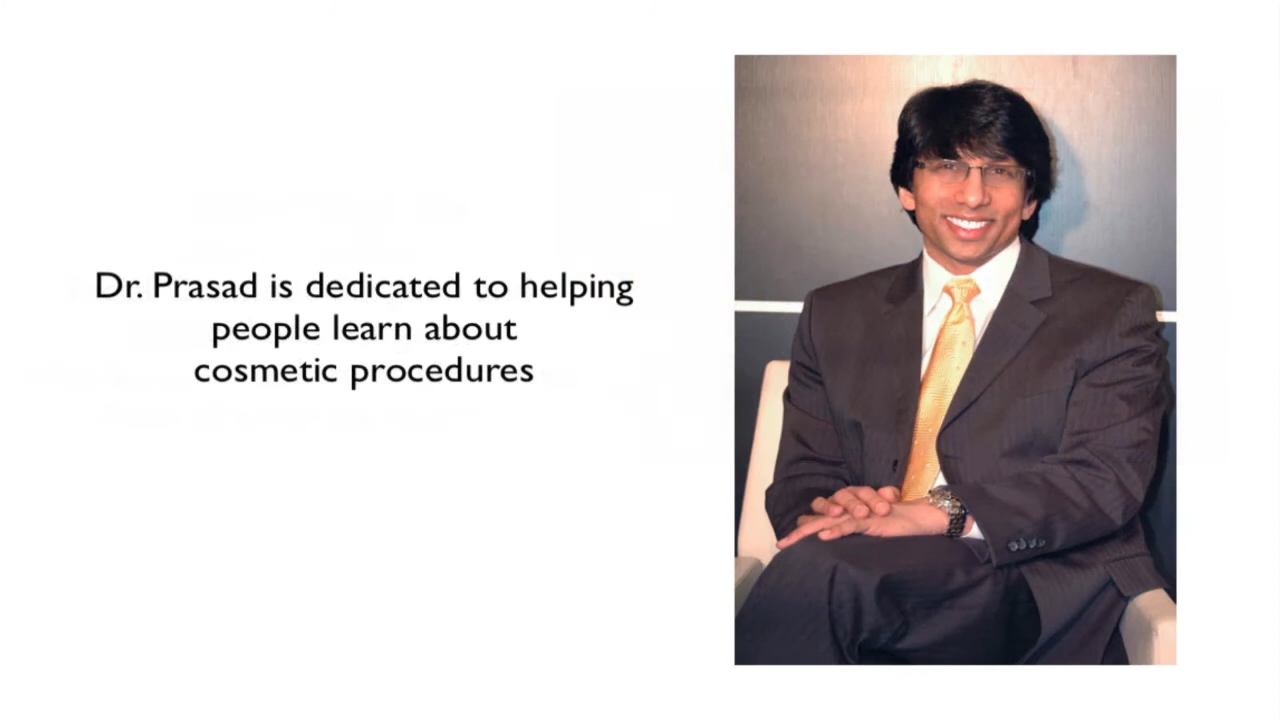 Dr. Prasad is dedicated to helping
people learn about
cosmetic procedures